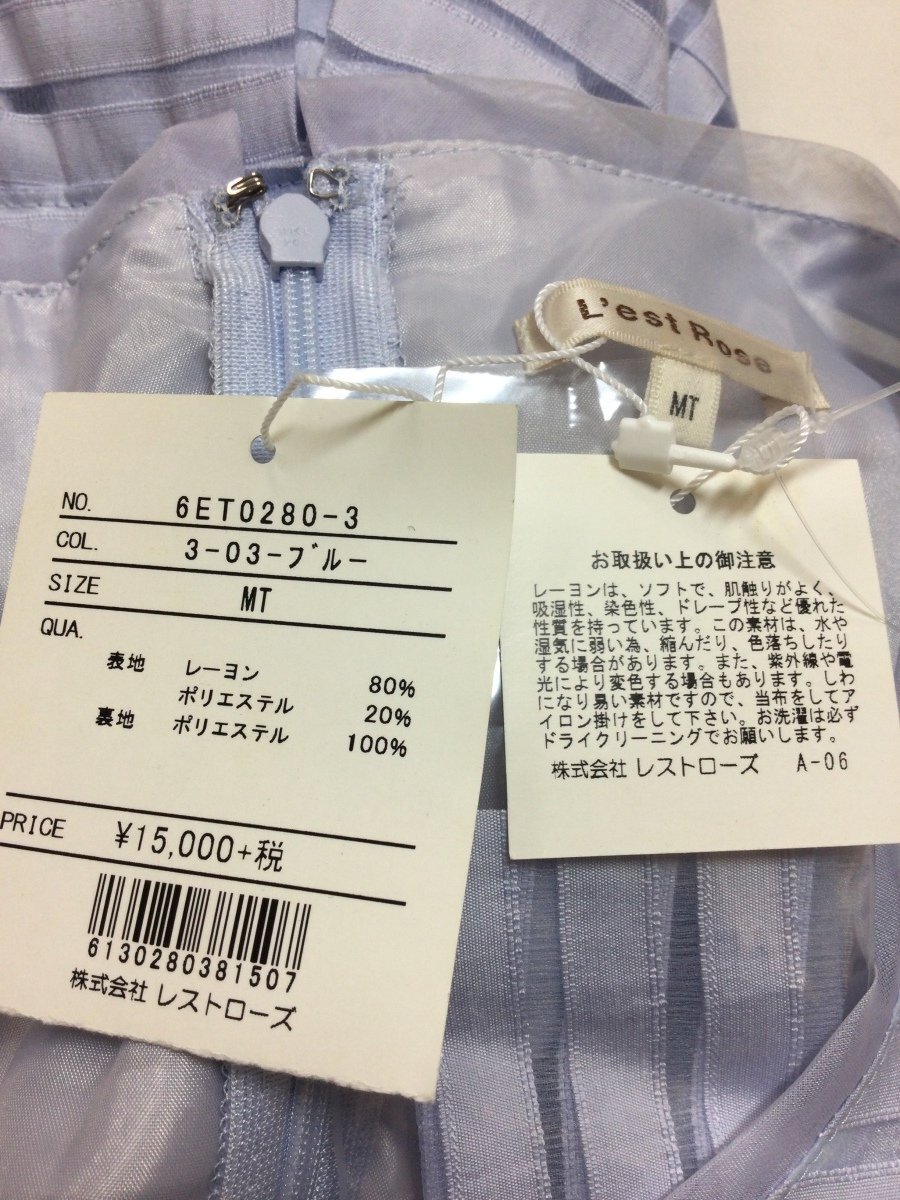 L'est Rose
MT
NO. 6ET0280-3
COL. 3-03-ブルー
SIZE MT
QUA.
表地 レーヨン 80%
ポリエステル 20%
裏地 ポリエステル 100%
PRICE ¥15,000+税
6130280381507
株式会社 レストローズ
お取扱い上の御注意
レーヨンは、ソフトで、肌触りがよく、
吸湿性、染色性、ドレープ性など優れた
性質を持っています。この素材は、水や
湿気に弱い為、縮んだり、色落ちしたり
する場合があります。また、紫外線や電
光により変色する場合もあります。しわ
になり易い素材ですので、当布をしてア
イロン掛けをして下さい。お洗濯は必ず
ドライクリーニングでお願いします。
株式会社 レストローズ A-06